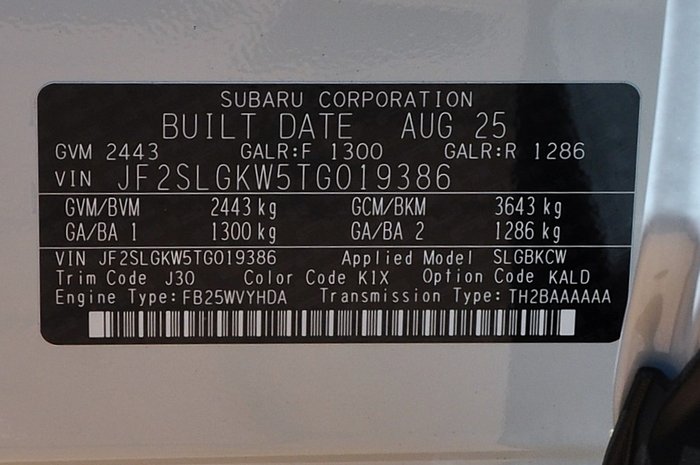 SUBARU CORPORATION
BUILT DATE AUG 25
GVM 2443 GALR:F 1300 GALR:R 1286
VIN JF2SLGKW5TG019386
GVM/BVM 2443 kg GCM/BKM 3643 kg
GA/BA 1 1300 kg GA/BA 2 1286 kg
VIN JF2SLGKW5TG019386 Applied Model SLGBKCW
Trim Code J30 Color Code K1X Option Code KALD
Engine Type:FB25WVYHDA Transmission Type:TH2BAAAAAA